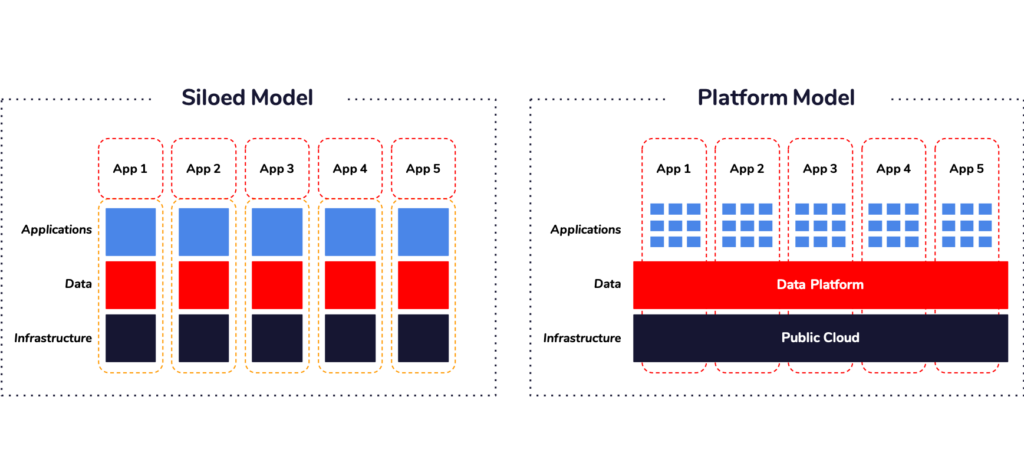 Siloed Model
App 1 App 2 App 3 App 4 App 5
Applications
Data
Infrastructure
Platform Model
App 1 App 2 App 3 App 4 App 5
Applications
Data
Data Platform
Infrastructure
Public Cloud